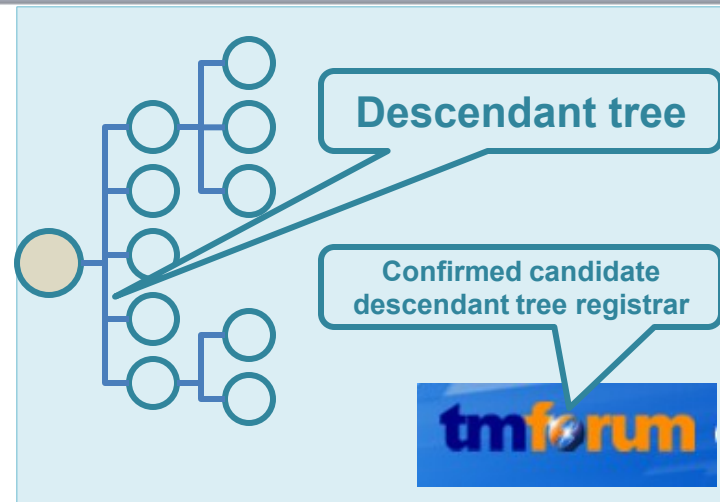 Descendant tree
Confirmed candidate
descendant tree registrar
tmforum